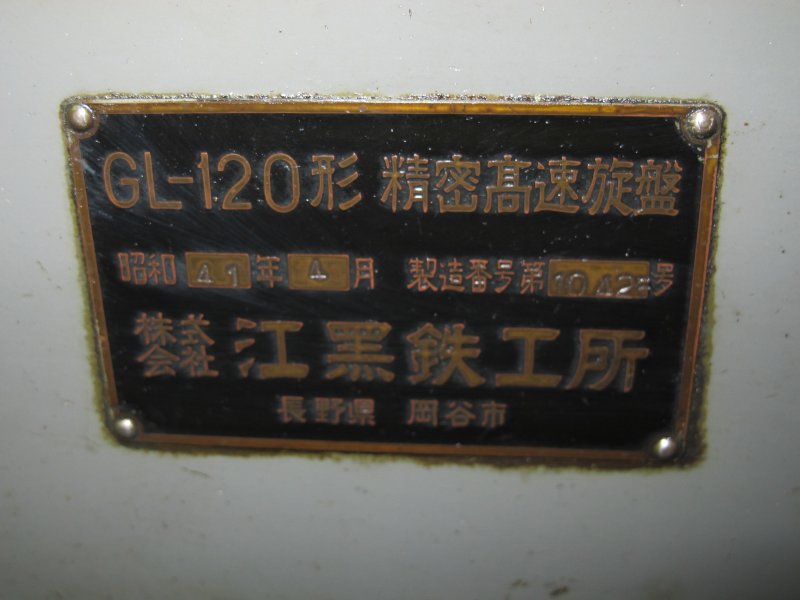 GL-120形 精密高速旋盤
昭和 41 年 4 月 製造番号第 号
株式会社 江黒鉄工所
長野県 岡谷市